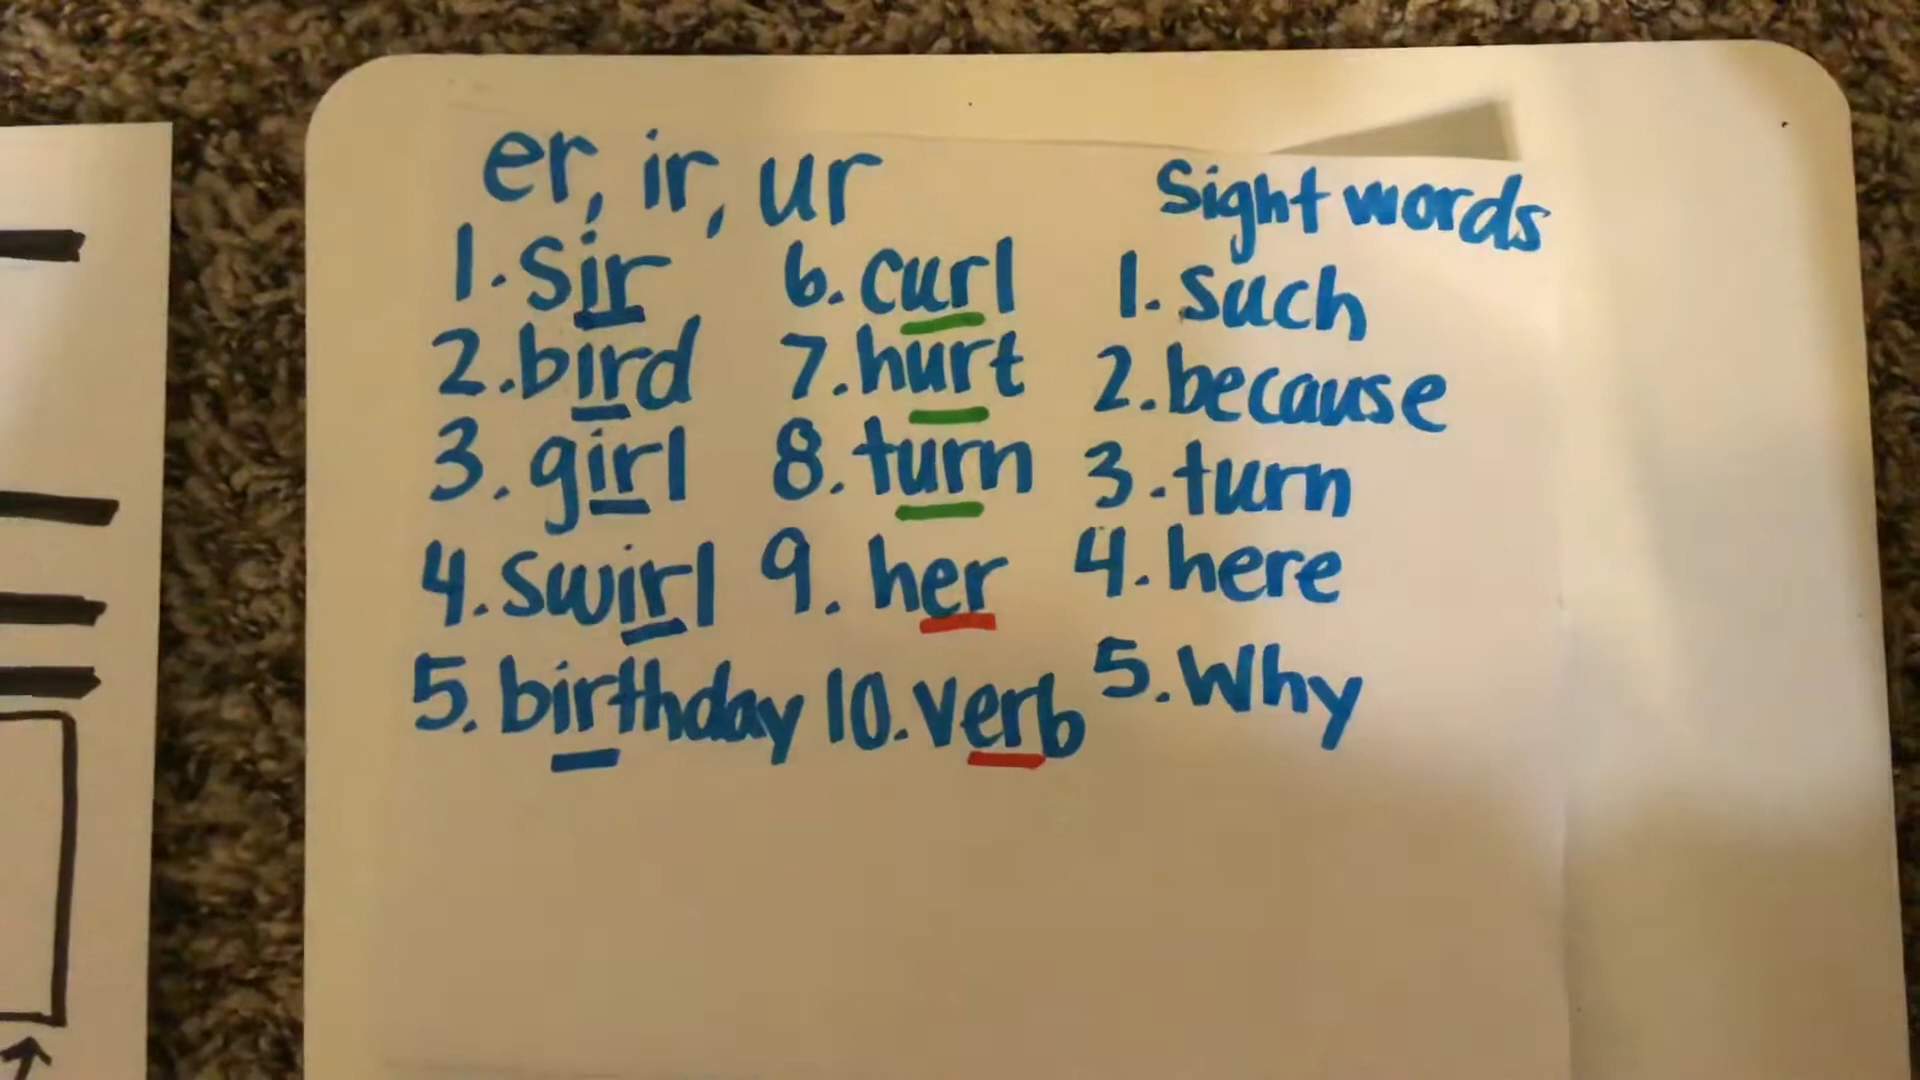 er, ir, ur
1. sir
2. bird
3. girl
4. swirl
5. birthday
6. curl
7. hurt
8. turn
9. her
10. verb
Sight words
1. such
2. because
3. turn
4. here
5. Why